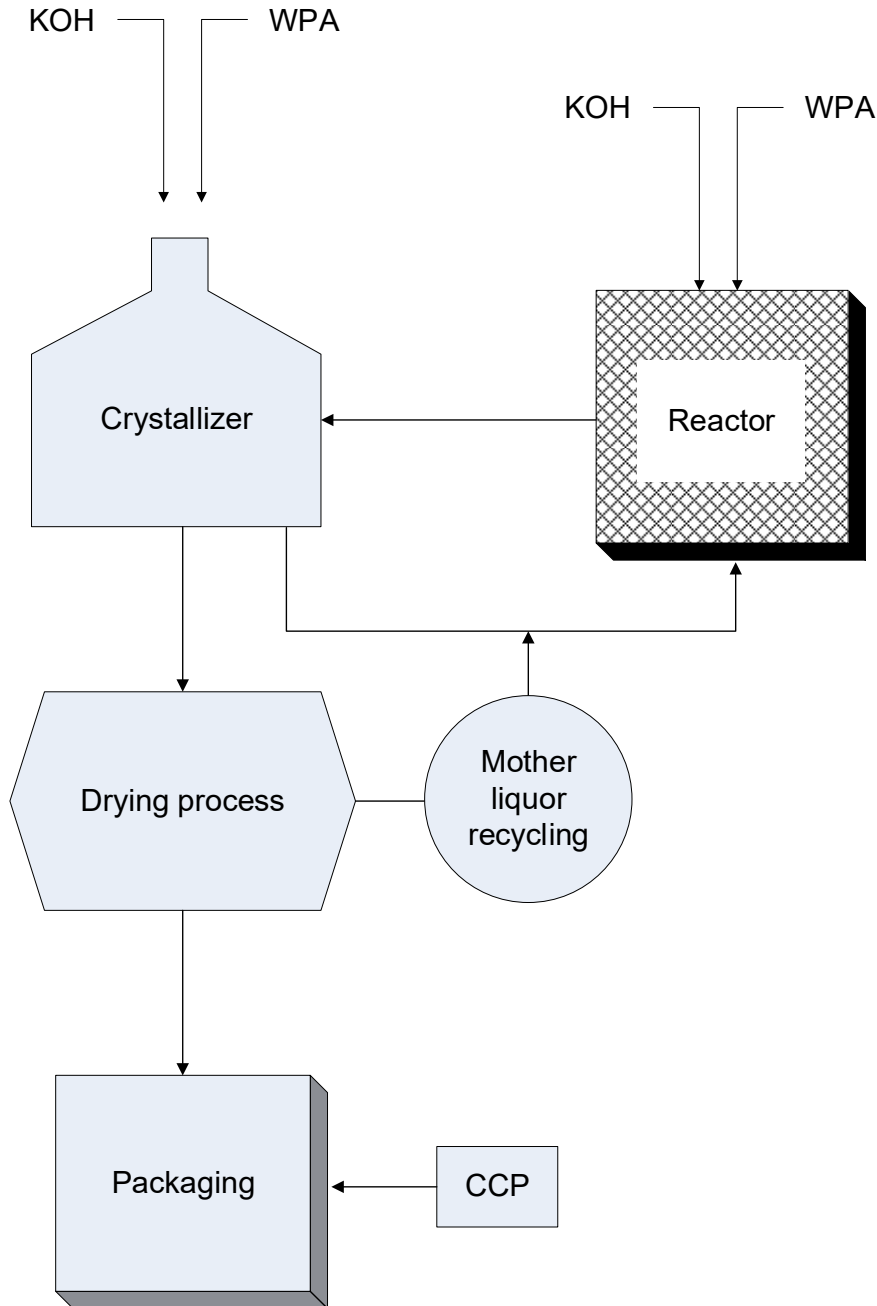 KOH WPA
KOH WPA
Crystallizer
Reactor
Mother
liquor
recycling
Drying process
Packaging
CCP